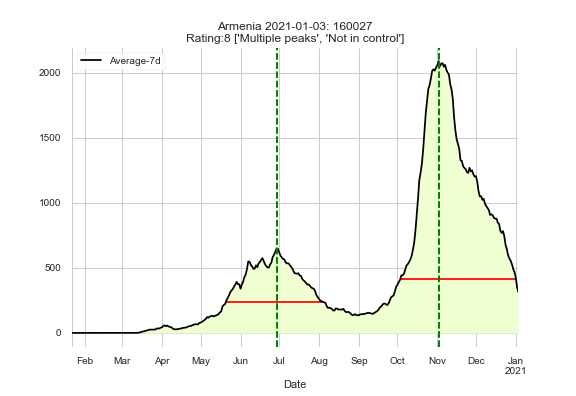 Armenia 2021-01-03: 160027
Rating:8 ['Multiple peaks', 'Not in control']
Average-7d
2000
1500
1000
500
0
Feb Mar Apr May Jun Jul Aug Sep Oct Nov Dec Jan
2021
Date